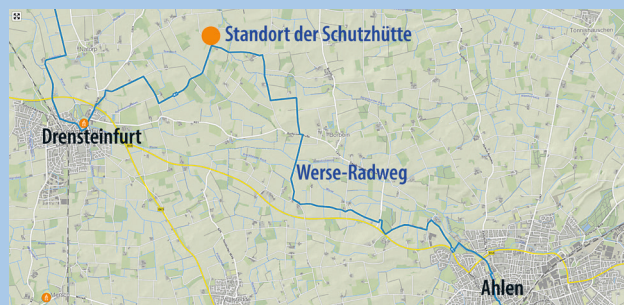 Standort der Schutzhütte
Drensteinfurt
Werse-Radweg
Ahlen